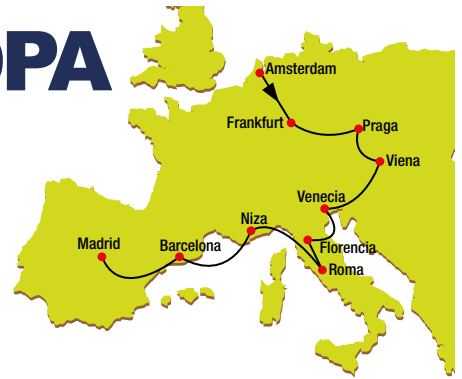 OPA
Amsterdam
Frankfurt
Praga
Viena
Venecia
Niza
Florencia
Madrid
Barcelona
Roma